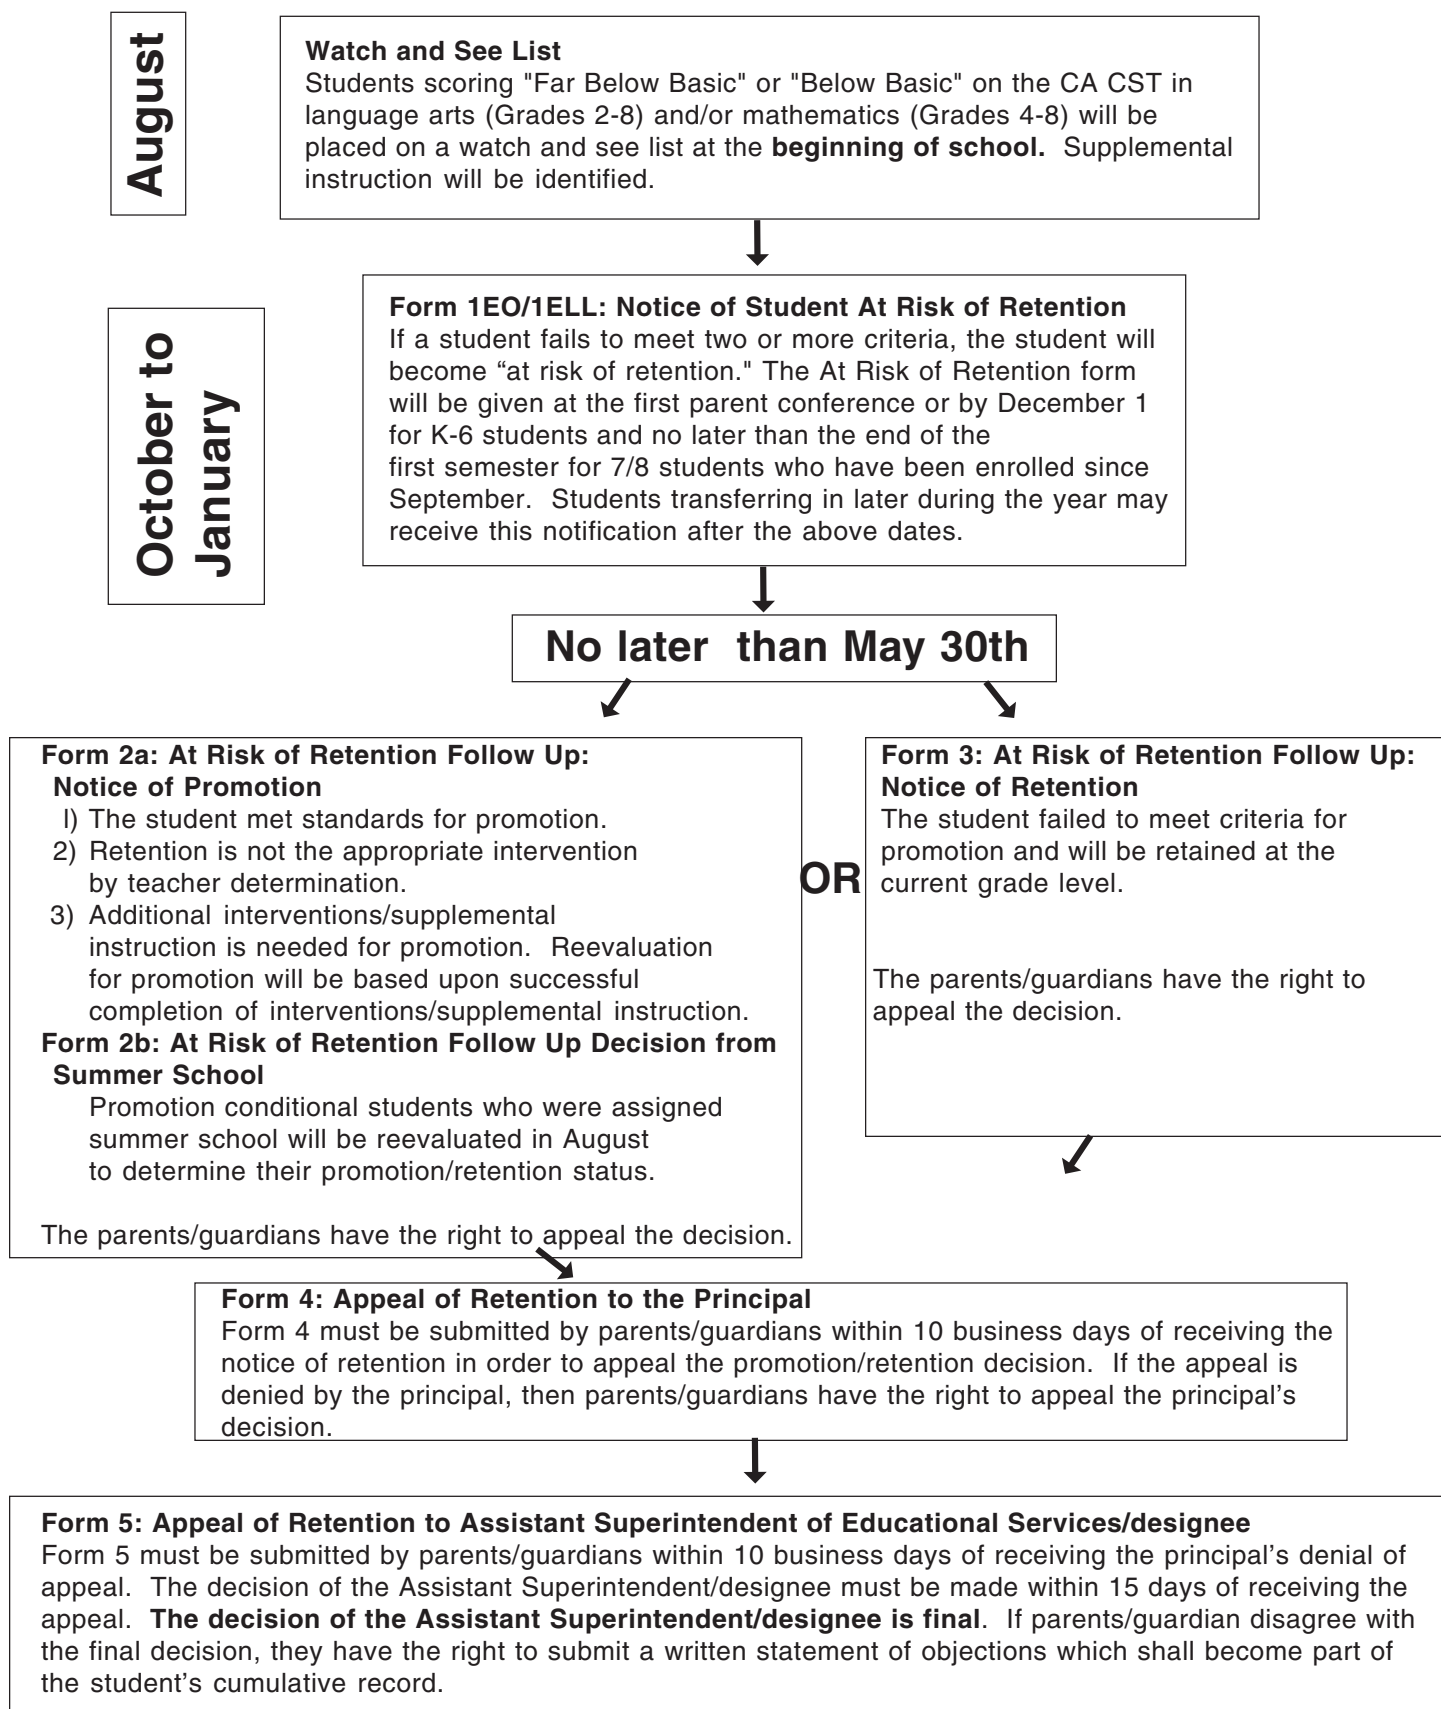 August
Watch and See List
Students scoring "Far Below Basic" or "Below Basic" on the CA CST in
language arts (Grades 2-8) and/or mathematics (Grades 4-8) will be
placed on a watch and see list at the beginning of school.  Supplemental
instruction will be identified.
October to
January
Form 1EO/1ELL: Notice of Student At Risk of Retention
If a student fails to meet two or more criteria, the student will
become “at risk of retention." The At Risk of Retention form
will be given at the first parent conference or by December 1
for K-6 students and no later than the end of the
first semester for 7/8 students who have been enrolled since
September.  Students transferring in later during the year may
receive this notification after the above dates.
No later  than May 30th
Form 2a: At Risk of Retention Follow Up:
Notice of Promotion
l) The student met standards for promotion.
2) Retention is not the appropriate intervention
by teacher determination.
3) Additional interventions/supplemental
instruction is needed for promotion.  Reevaluation
for promotion will be based upon successful
completion of interventions/supplemental instruction.
Form 2b: At Risk of Retention Follow Up Decision from
Summer School
Promotion conditional students who were assigned
summer school will be reevaluated in August
to determine their promotion/retention status.
The parents/guardians have the right to appeal the decision.
OR
Form 3: At Risk of Retention Follow Up:
Notice of Retention
The student failed to meet criteria for
promotion and will be retained at the
current grade level.
The parents/guardians have the right to
appeal the decision.
Form 4: Appeal of Retention to the Principal
Form 4 must be submitted by parents/guardians within 10 business days of receiving the
notice of retention in order to appeal the promotion/retention decision.  If the appeal is
denied by the principal, then parents/guardians have the right to appeal the principal’s
decision.
Form 5: Appeal of Retention to Assistant Superintendent of Educational Services/designee
Form 5 must be submitted by parents/guardians within 10 business days of receiving the principal’s denial of
appeal.  The decision of the Assistant Superintendent/designee must be made within 15 days of receiving the
appeal.  The decision of the Assistant Superintendent/designee is final.  If parents/guardian disagree with
the final decision, they have the right to submit a written statement of objections which shall become part of
the student’s cumulative record.